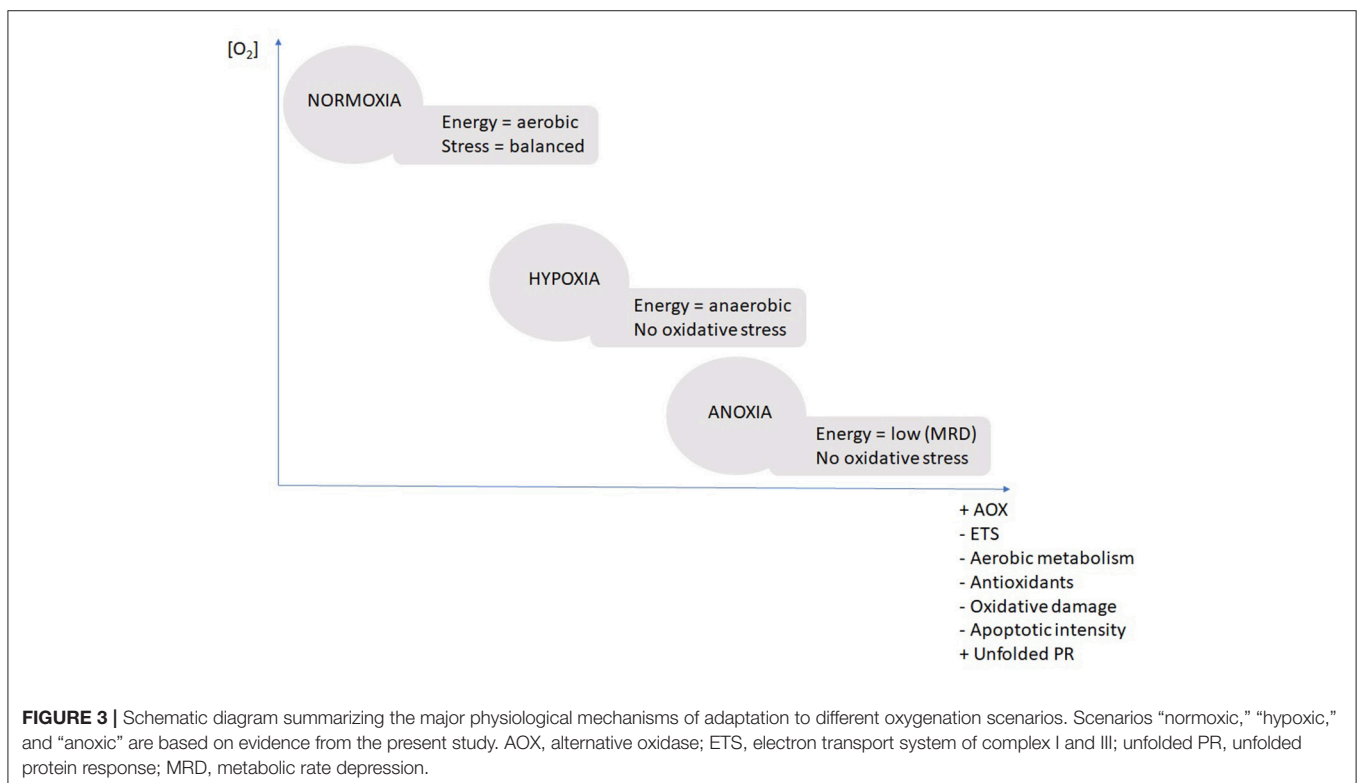 [O₂]
NORMOXIA
Energy = aerobic
Stress = balanced
HYPOXIA
Energy = anaerobic
No oxidative stress
ANOXIA
Energy = low (MRD)
No oxidative stress
+ AOX
- ETS
- Aerobic metabolism
- Antioxidants
- Oxidative damage
- Apoptotic intensity
+ Unfolded PR
FIGURE 3 | Schematic diagram summarizing the major physiological mechanisms of adaptation to different oxygenation scenarios. Scenarios “normoxic,” “hypoxic,”
and “anoxic” are based on evidence from the present study. AOX, alternative oxidase; ETS, electron transport system of complex I and III; unfolded PR, unfolded
protein response; MRD, metabolic rate depression.